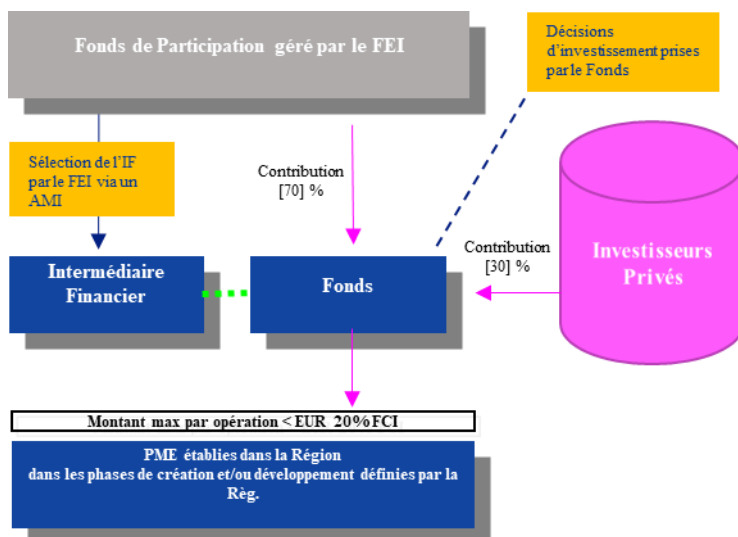 Fonds de Participation géré par le FEI
Décisions
d'investissement prises
par le Fonds
Sélection de l'IF
par le FEI via un
AMI
Contribution
[70] %
Contribution
[30] %
Investisseurs
Privés
Intermédiaire
Financier
Fonds
Montant max par opération < EUR 20% FCI
PME établies dans la Région
dans les phases de création et/ou développement définies par la
Règ.